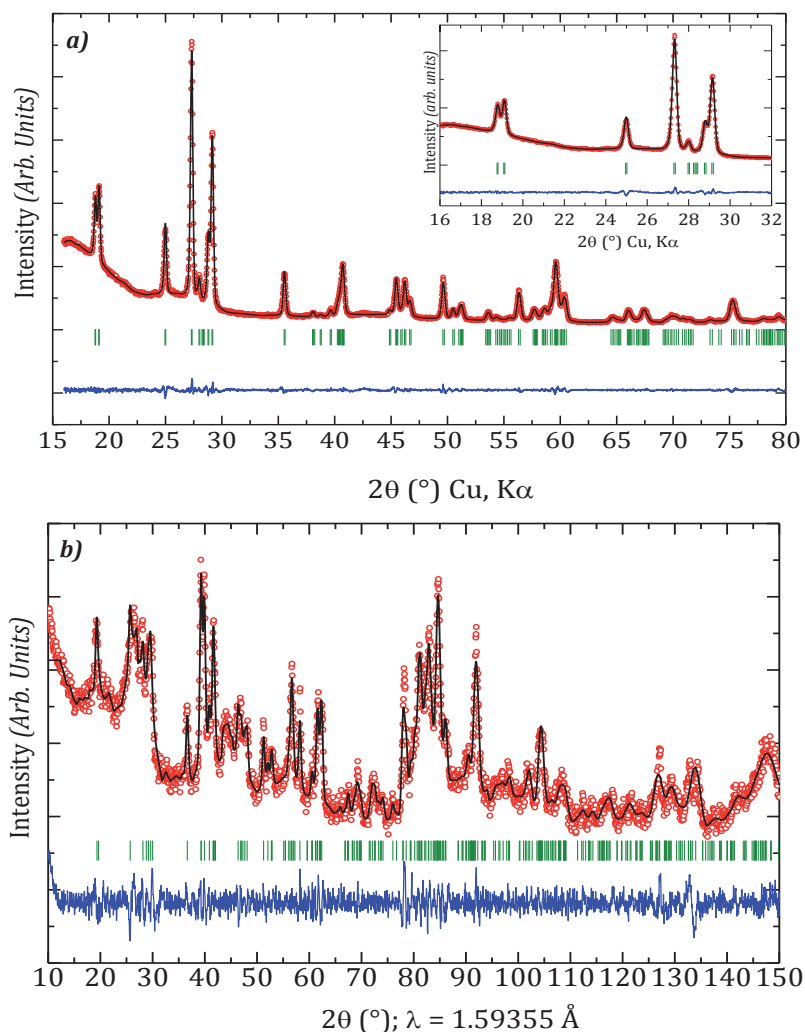 a)
Intensity (Arb. Units)
Intensity (arb. units)
16 18 20 22 24 26 28 30 32
2θ (°) Cu, Kα
15 20 25 30 35 40 45 50 55 60 65 70 75 80
2θ (°) Cu, Kα
b)
Intensity (Arb. Units)
10 20 30 40 50 60 70 80 90 100 110 120 130 140 150
2θ (°); λ = 1.59355 Å